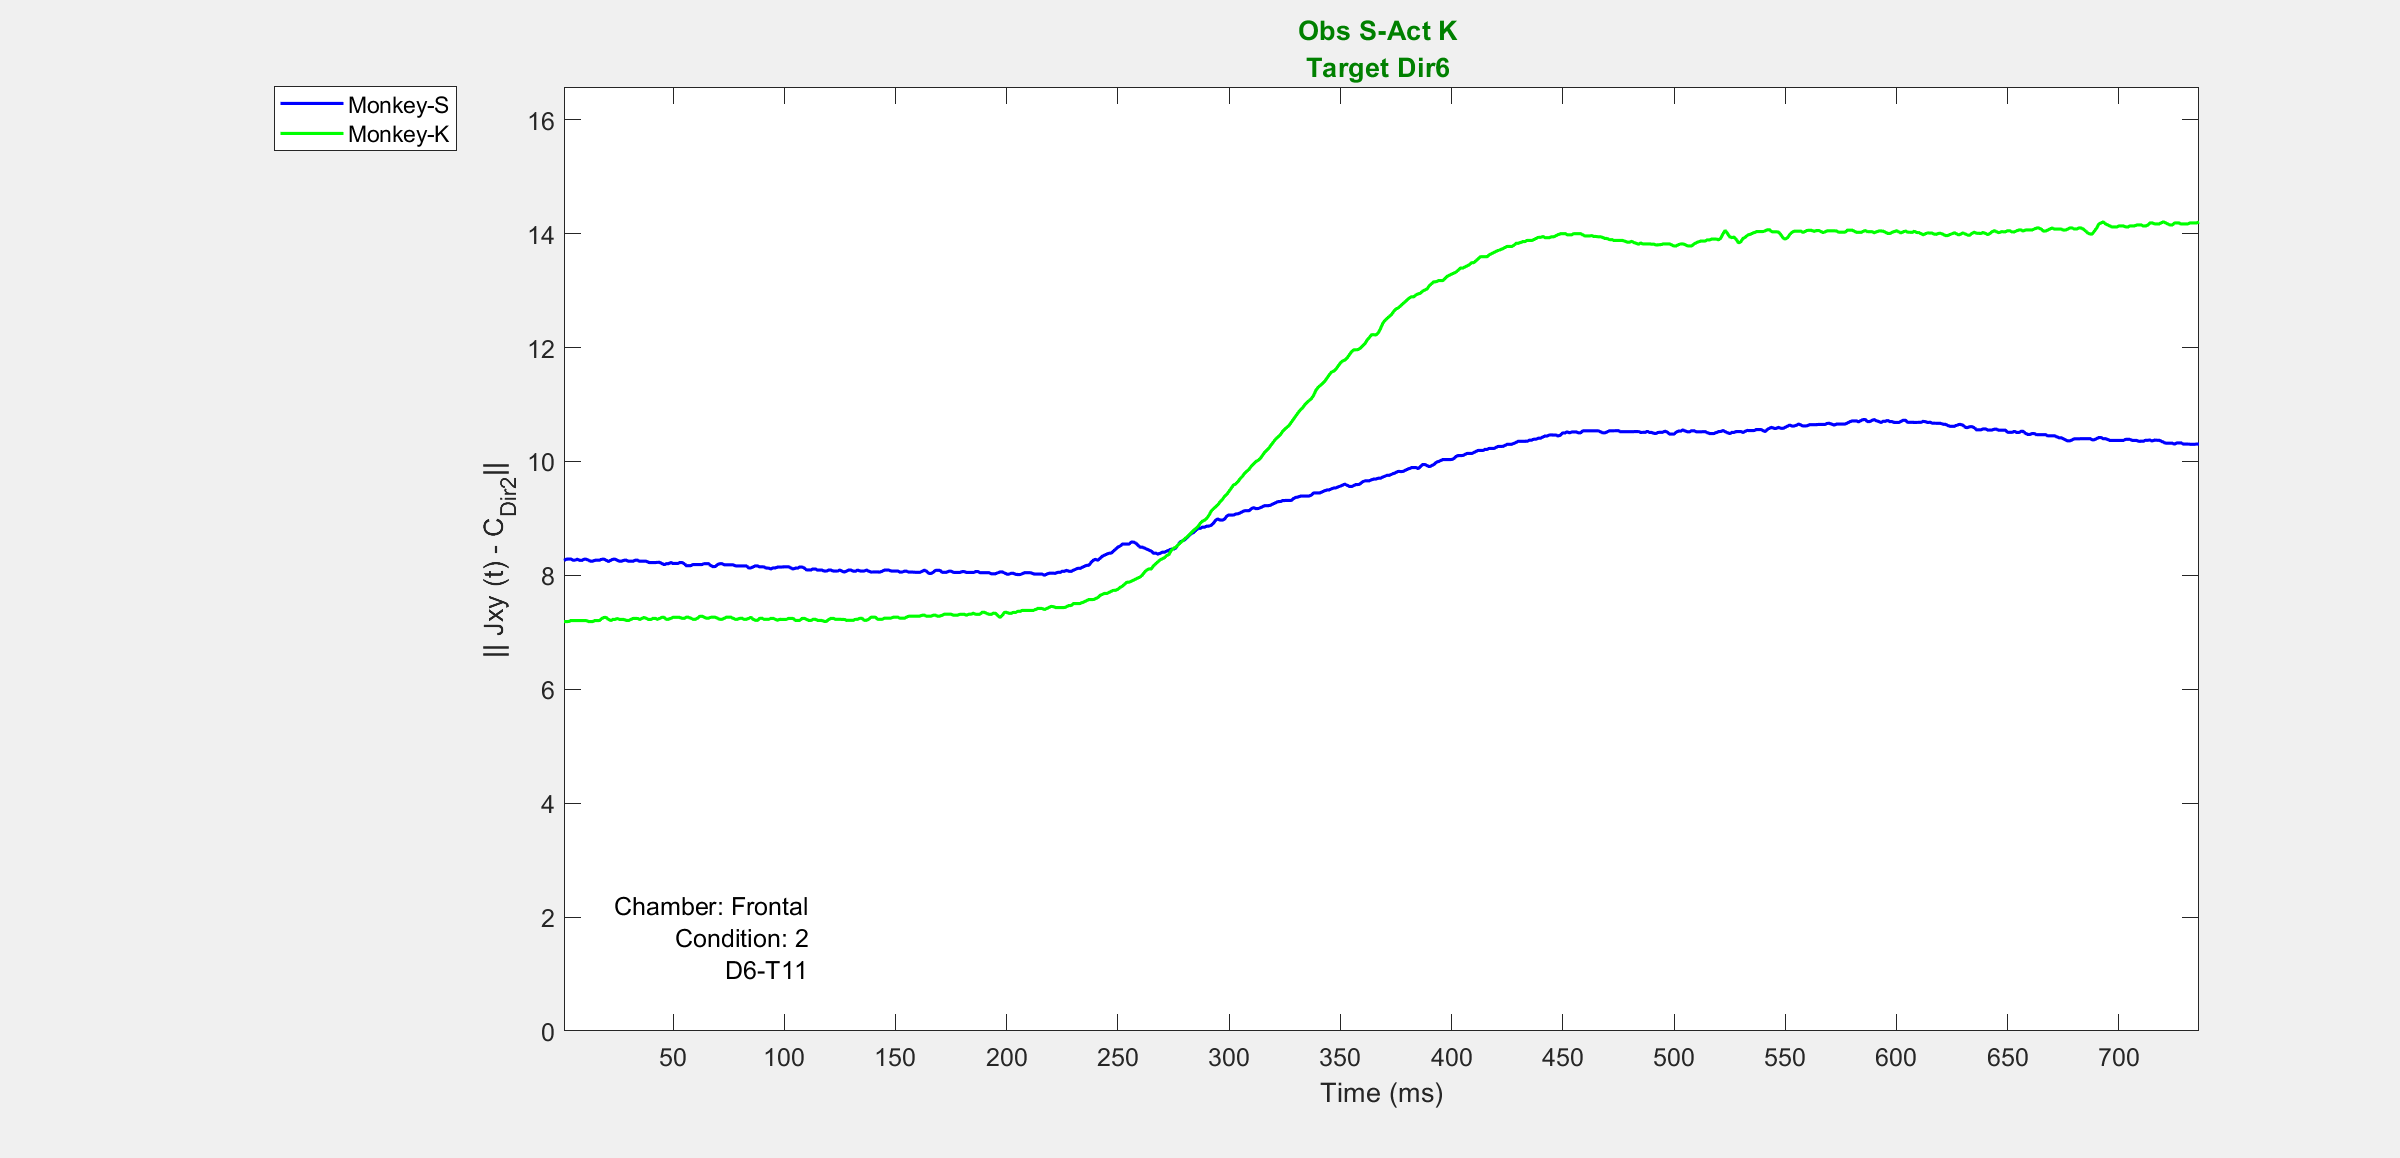 Obs S-Act K
Target Dir6
Monkey-S
Monkey-K
16
14
12
10
8
6
4
2
0
|| Jxy (t) - C_Dir2 ||
Chamber: Frontal
Condition: 2
D6-T11
50 100 150 200 250 300 350 400 450 500 550 600 650 700
Time (ms)